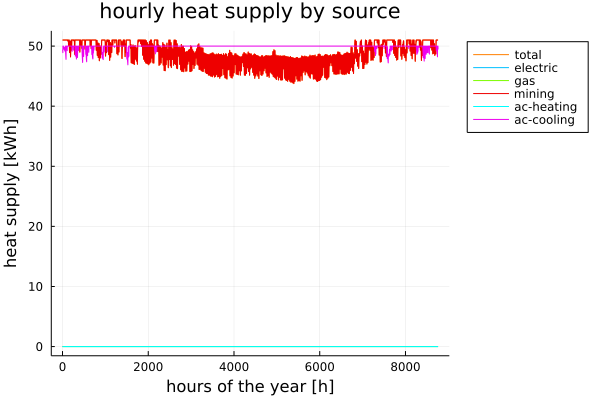 hourly heat supply by source
heat supply [kWh]
50
40
30
20
10
0
0 2000 4000 6000 8000
hours of the year [h]
total
electric
gas
mining
ac-heating
ac-cooling